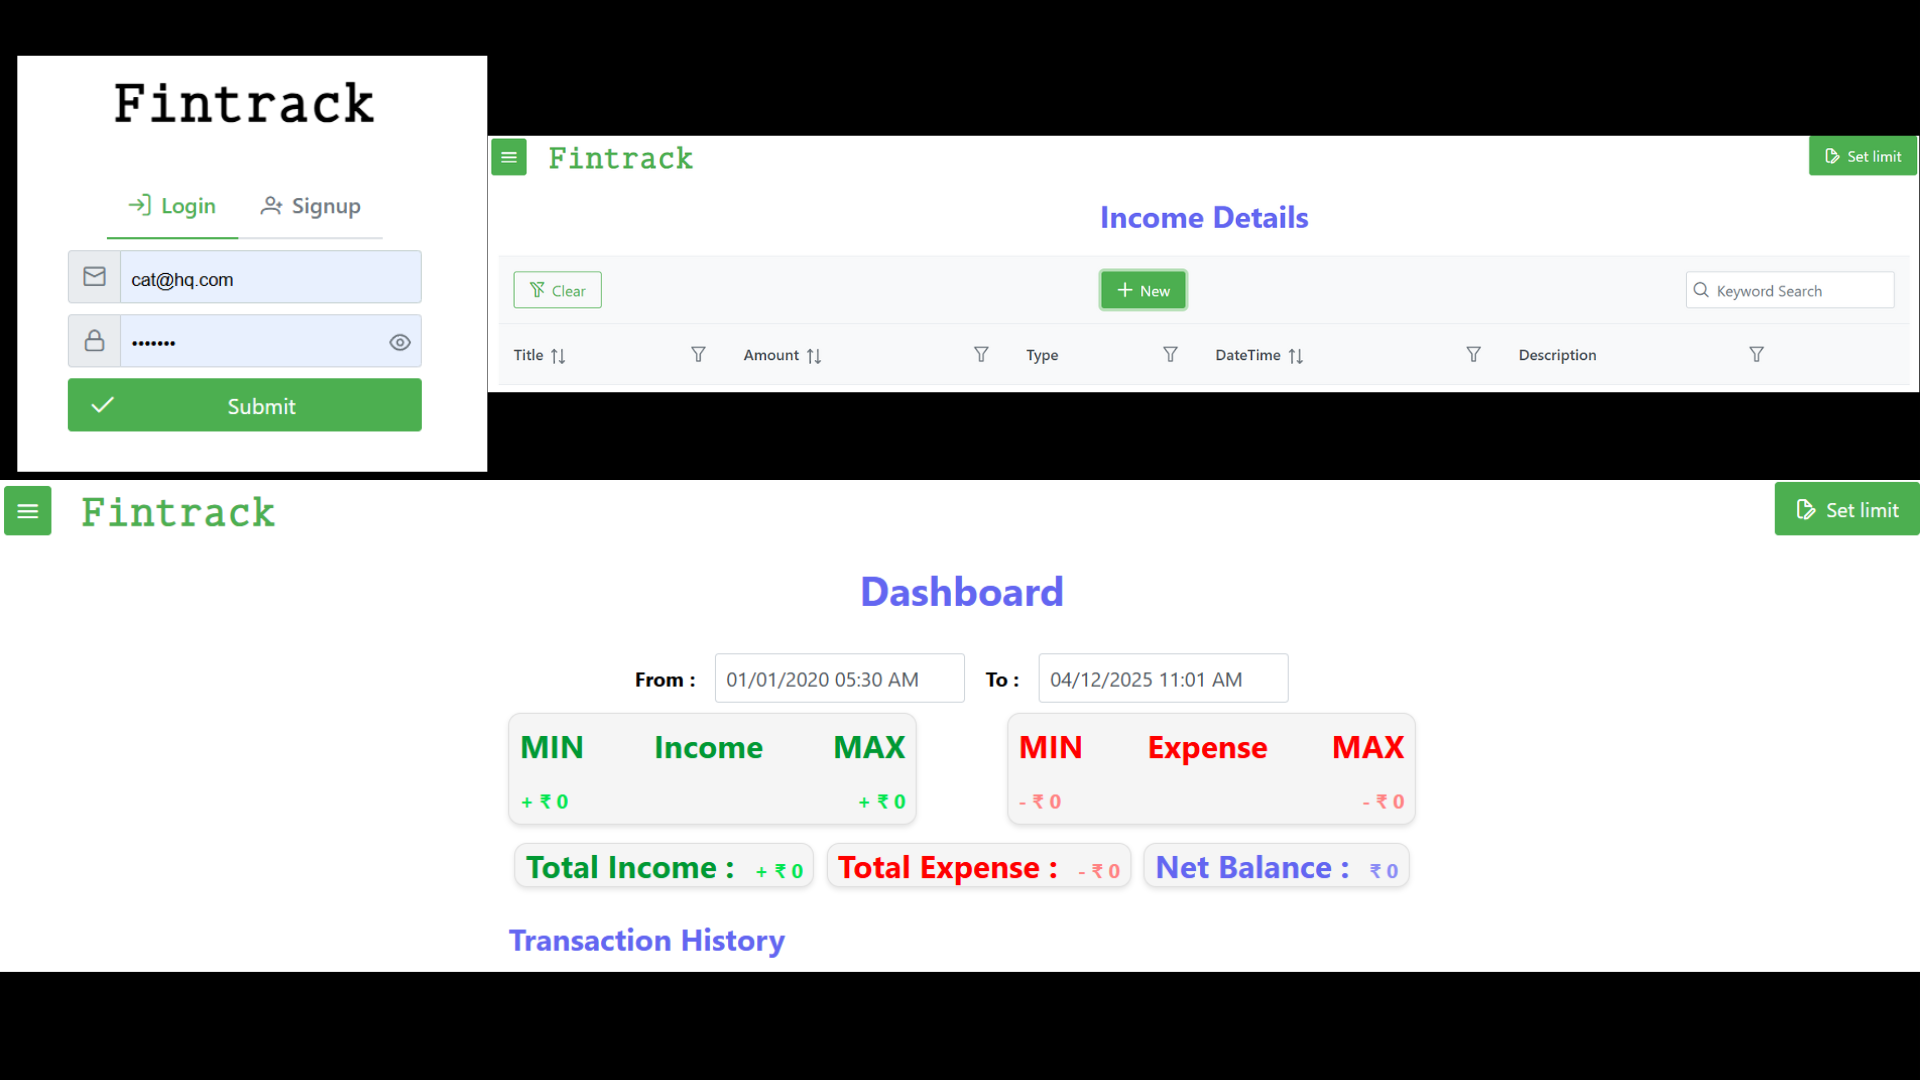 Fintrack
Login Signup
cat@hq.com
•••••••
Submit
Fintrack Set limit
Income Details
Clear New Keyword Search
Title Amount Type DateTime Description
Fintrack Set limit
Dashboard
From : 01/01/2020 05:30 AM To : 04/12/2025 11:01 AM
MIN Income MAX MIN Expense MAX
+ ₹ 0 + ₹ 0 - ₹ 0 - ₹ 0
Total Income : + ₹ 0 Total Expense : - ₹ 0 Net Balance : ₹ 0
Transaction History